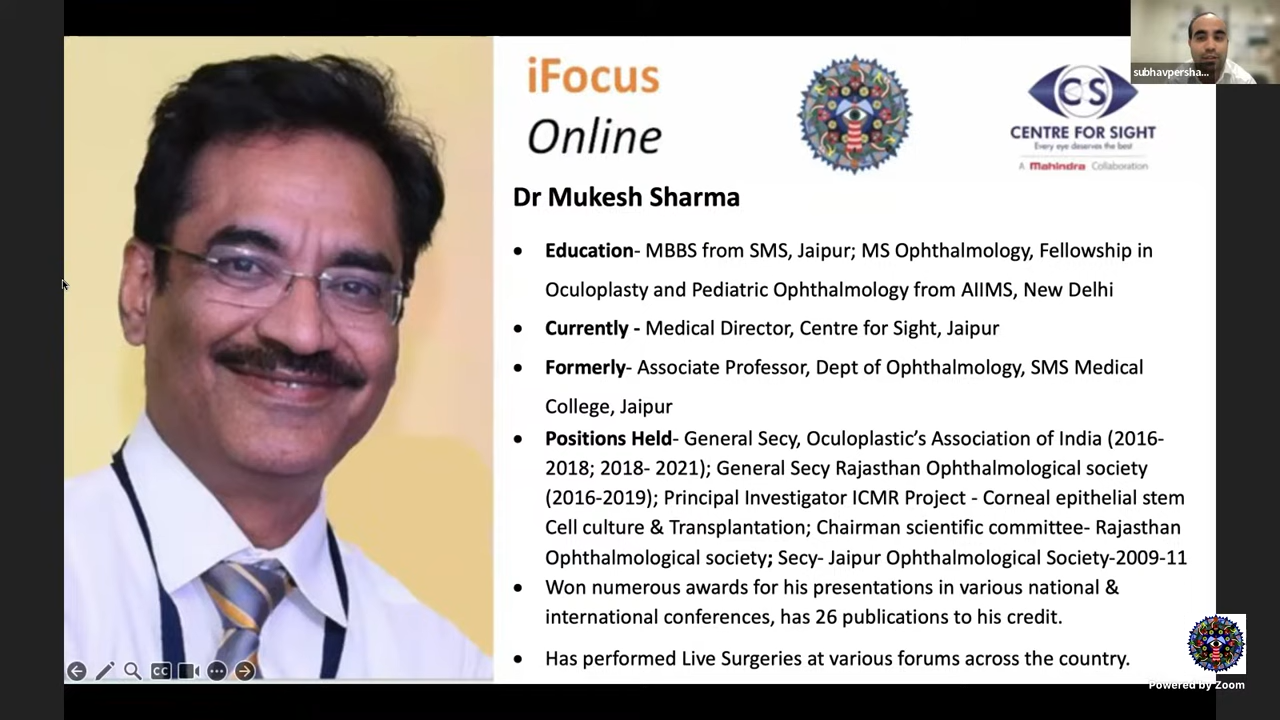 subhavpersha...
iFocus
Online
CS
CENTRE FOR SIGHT
Every eye deserves the best
A Mahindra Collaboration
Dr Mukesh Sharma
• Education- MBBS from SMS, Jaipur; MS Ophthalmology, Fellowship in
Oculoplasty and Pediatric Ophthalmology from AIIMS, New Delhi
• Currently - Medical Director, Centre for Sight, Jaipur
• Formerly- Associate Professor, Dept of Ophthalmology, SMS Medical
College, Jaipur
• Positions Held- General Secy, Oculoplastic’s Association of India (2016-
2018; 2018- 2021); General Secy Rajasthan Ophthalmological society
(2016-2019); Principal Investigator ICMR Project - Corneal epithelial stem
Cell culture & Transplantation; Chairman scientific committee- Rajasthan
Ophthalmological society; Secy- Jaipur Ophthalmological Society-2009-11
• Won numerous awards for his presentations in various national &
international conferences, has 26 publications to his credit.
• Has performed Live Surgeries at various forums across the country.
CC
Powered by Zoom